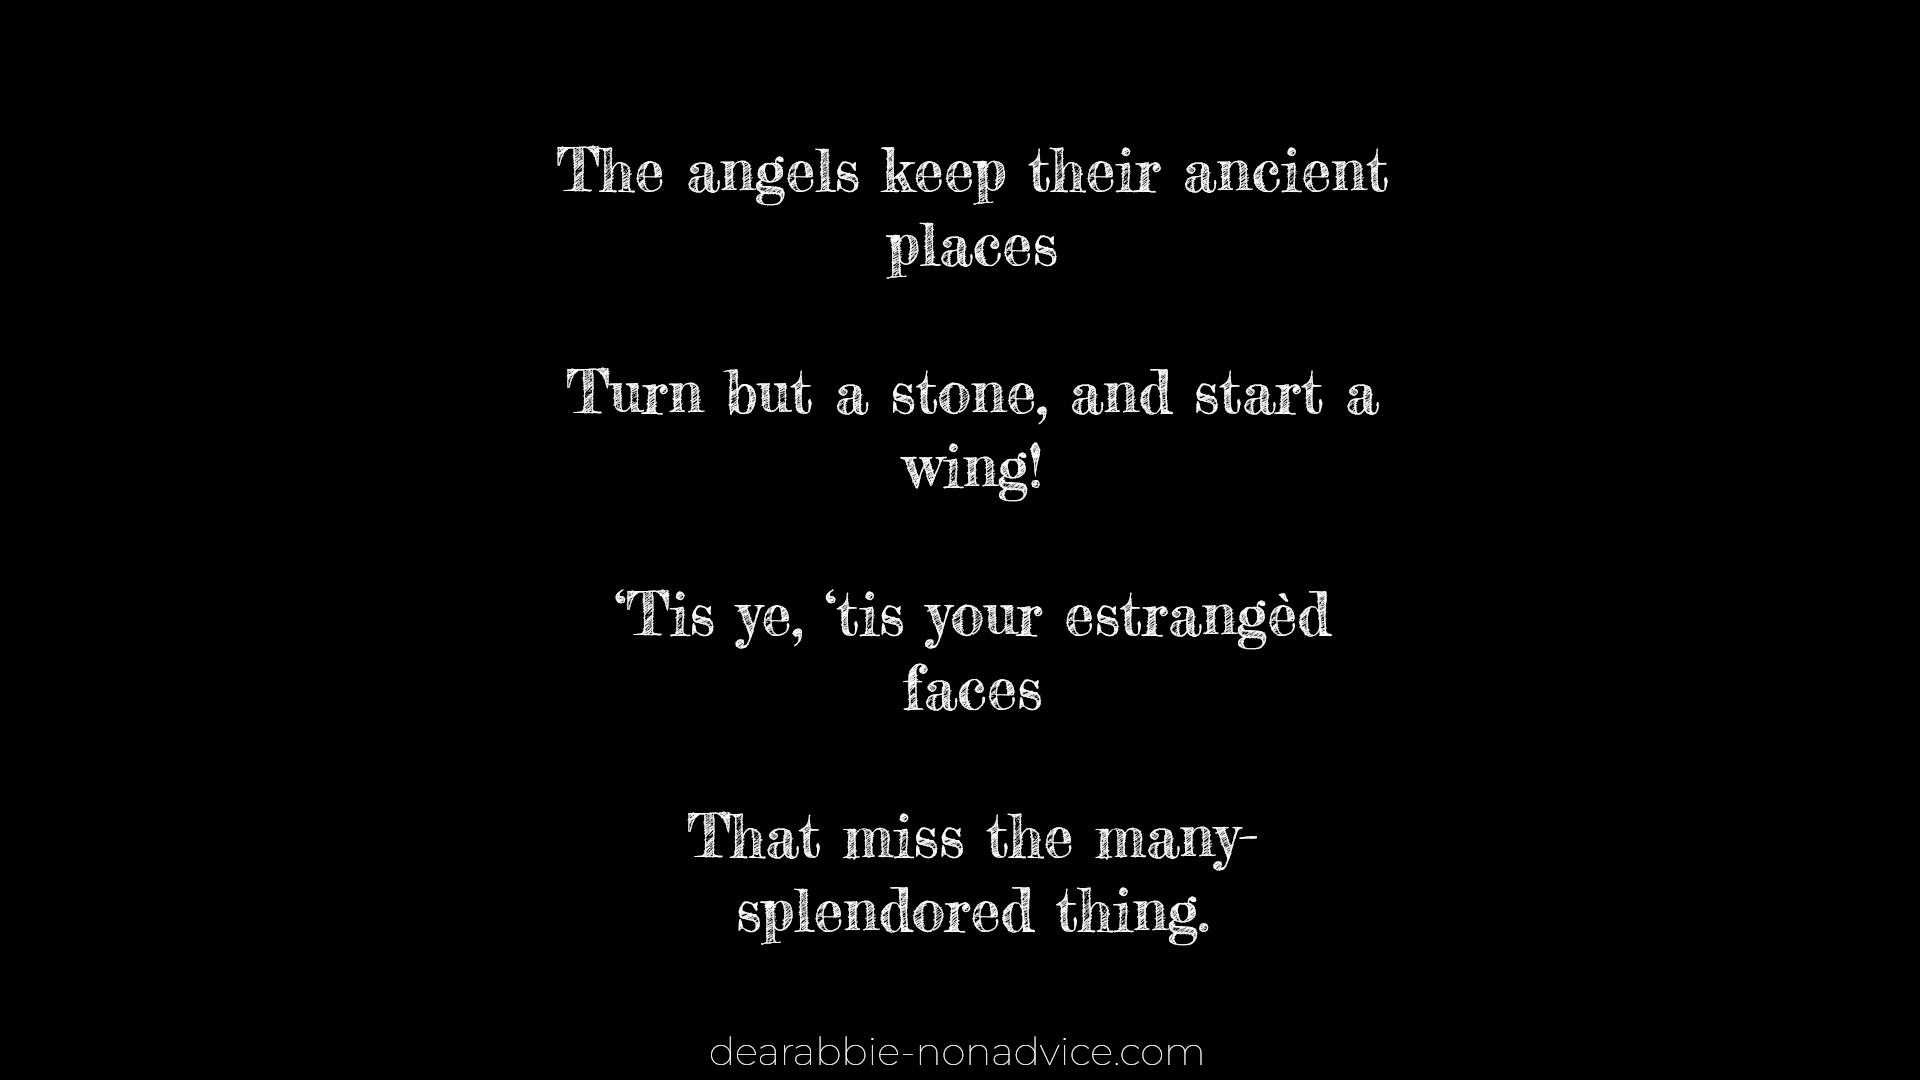 The angels keep their ancient
places
Turn but a stone, and start a
wing!
‘Tis ye, ‘tis your estrangèd
faces
That miss the many-
splendored thing.
dearabbie-nonadvice.com